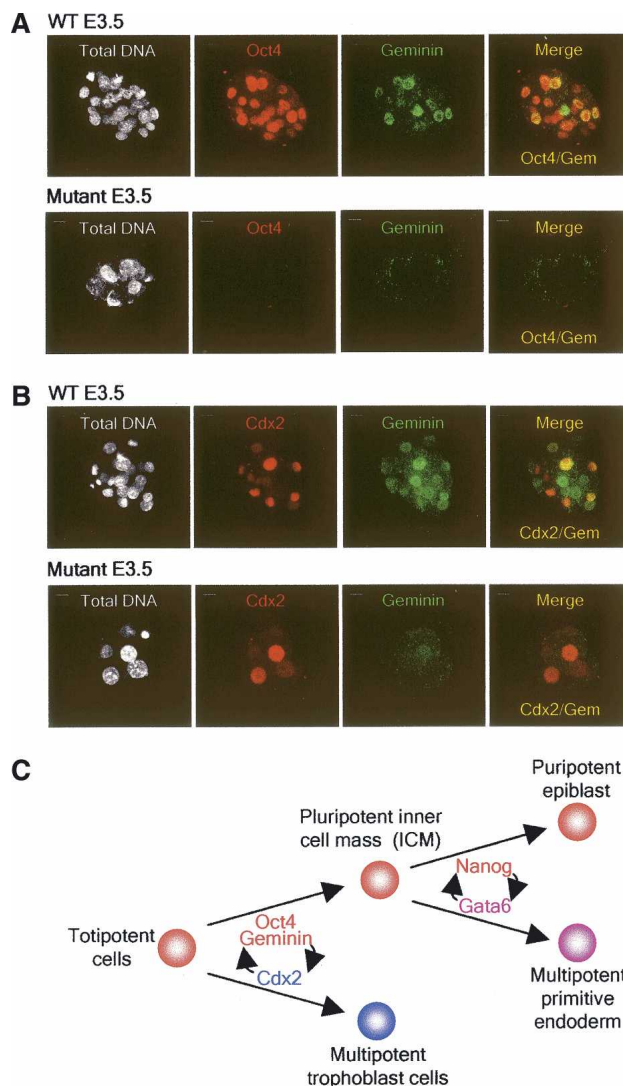 A
WT E3.5
Total DNA
Oct4
Geminin
Merge
Oct4/Gem
Mutant E3.5
Total DNA
Oct4
Geminin
Merge
Oct4/Gem
B
WT E3.5
Total DNA
Cdx2
Geminin
Merge
Cdx2/Gem
Mutant E3.5
Total DNA
Cdx2
Geminin
Merge
Cdx2/Gem
C
Puripotent
epiblast
Pluripotent inner
cell mass (ICM)
Nanog
Gata6
Totipotent
cells
Oct4
Geminin
Cdx2
Multipotent
primitive
endoderm
Multipotent
trophoblast cells